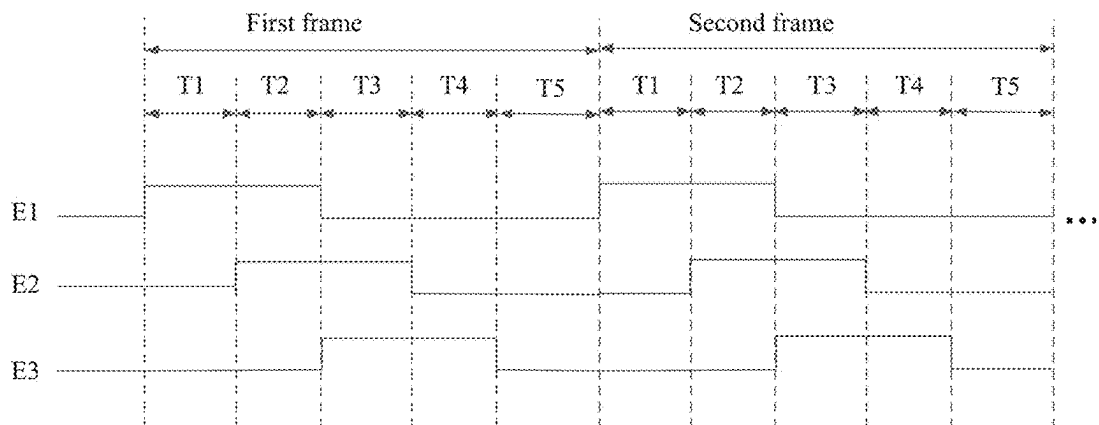 First frame Second frame
T1 T2 T3 T4 T5 T1 T2 T3 T4 T5
E1
E2
E3